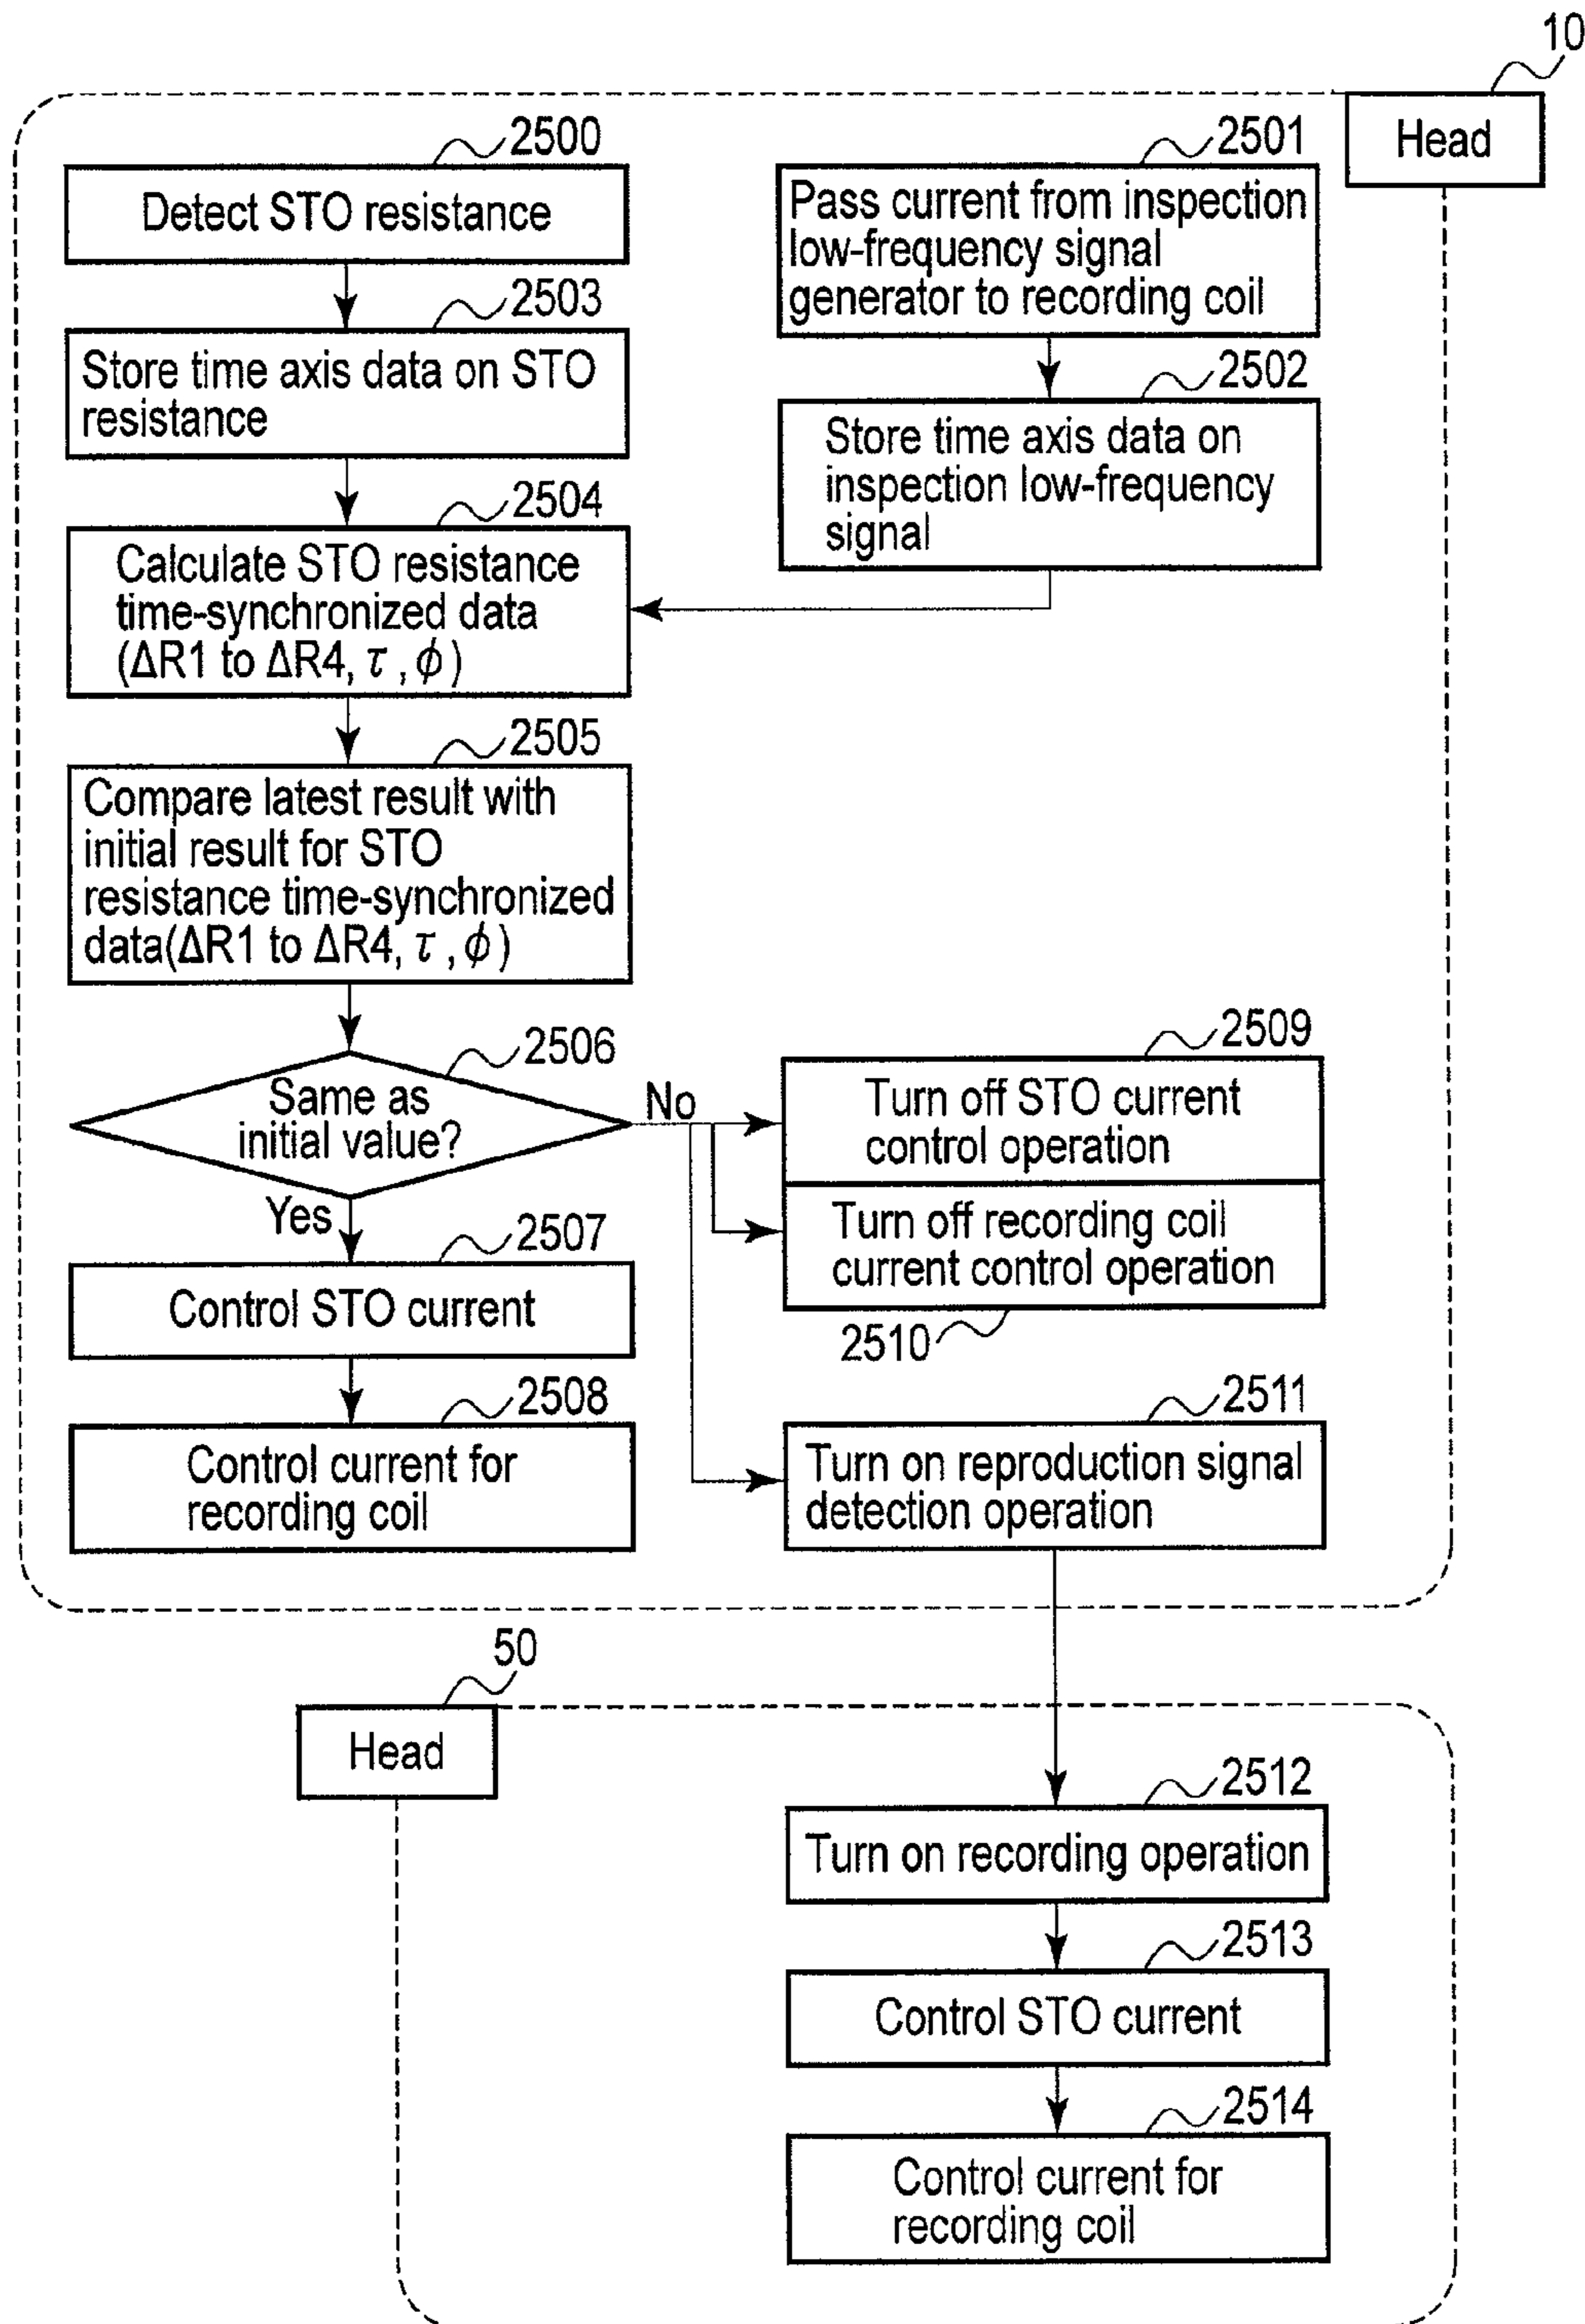 10
Head
2500
Detect STO resistance
2501
Pass current from inspection
low-frequency signal
generator to recording coil
2503
Store time axis data on STO
resistance
2502
Store time axis data on
inspection low-frequency
signal
2504
Calculate STO resistance
time-synchronized data
(ΔR1 to ΔR4, τ, φ)
2505
Compare latest result with
initial result for STO
resistance time-synchronized
data(ΔR1 to ΔR4, τ, φ)
2506
Same as
initial value?
No
Yes
2509
Turn off STO current
control operation
Turn off recording coil
current control operation
2510
2507
Control STO current
2508
Control current for
recording coil
2511
Turn on reproduction signal
detection operation
50
Head
2512
Turn on recording operation
2513
Control STO current
2514
Control current for
recording coil